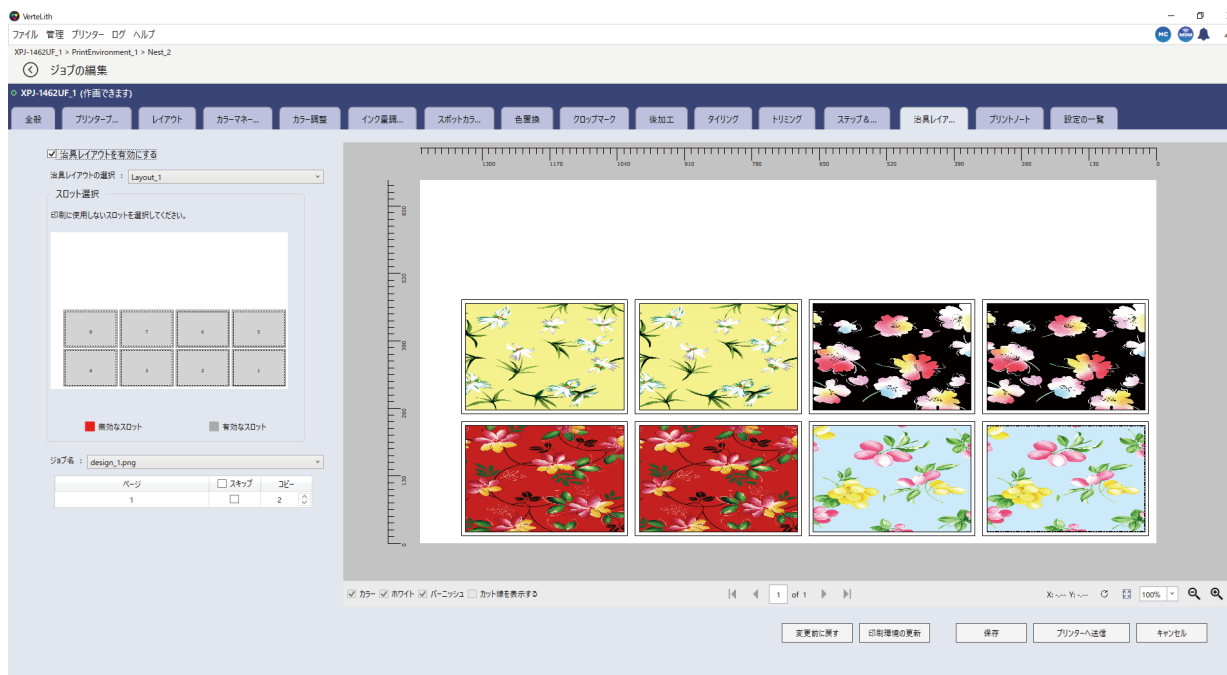 VerteLith
ファイル 管理 プリンター ログ ヘルプ
MC
XPJ-1462UF_1 > PrintEnvironment_1 > Nest_2
ジョブの編集
XPJ-1462UF_1 (作画できます)
全般 プリンタープ... レイアウト カラーマネー... カラー調整 インク量調... スポットカラ... 色置換 クロップマーク 後加工 タイリング トリミング ステップ&... 治具レイア... プリントノート 設定の一覧
治具レイアウトを有効にする
治具レイアウトの選択 : Layout_1
スロット選択
印刷に使用しないスロットを選択してください。
8 7 6 5
4 3 2 1
無効なスロット 有効なスロット
ジョブ名 : design_1.png
ページ スキップ コピー
1 2
1300 1170 1040 910 780 650 520 390 260 130 0
650
520
390
260
130
0
カラー ホワイト バーニッシュ カット線を表示する
1 of 1
X: -.-- Y: -.--
100%
変更前に戻す 印刷環境の更新 保存 プリンターへ送信 キャンセル